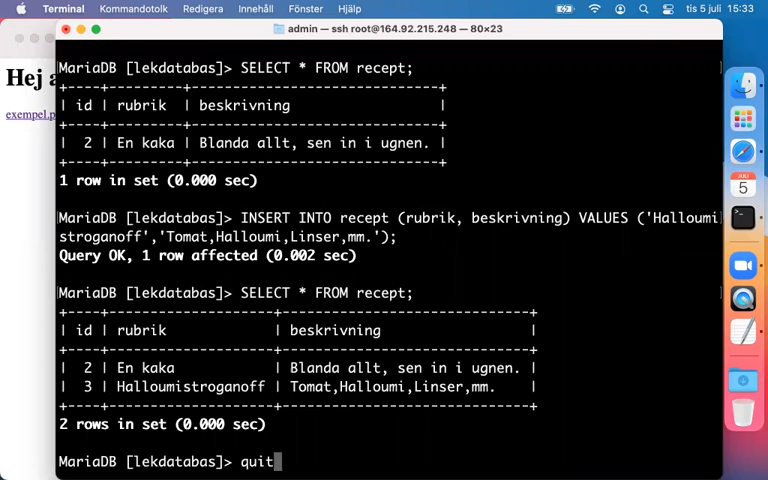 Terminal Kommandotolk Redigera Innehåll Fönster Hjälp tis 5 juli 15:33
admin — ssh root@164.92.215.248 — 80×23
Hej a
exempel.p
MariaDB [lekdatabas]> SELECT * FROM recept;
+----+---------+------------------------------+
| id | rubrik  | beskrivning                  |
+----+---------+------------------------------+
|  2 | En kaka | Blanda allt, sen in i ugnen. |
+----+---------+------------------------------+
1 row in set (0.000 sec)
MariaDB [lekdatabas]> INSERT INTO recept (rubrik, beskrivning) VALUES ('Halloumi
stroganoff','Tomat,Halloumi,Linser,mm.');
Query OK, 1 row affected (0.002 sec)
MariaDB [lekdatabas]> SELECT * FROM recept;
+----+--------------------+------------------------------+
| id | rubrik             | beskrivning                  |
+----+--------------------+------------------------------+
|  2 | En kaka            | Blanda allt, sen in i ugnen. |
|  3 | Halloumistroganoff | Tomat,Halloumi,Linser,mm.    |
+----+--------------------+------------------------------+
2 rows in set (0.000 sec)
MariaDB [lekdatabas]> quit
JULI
5